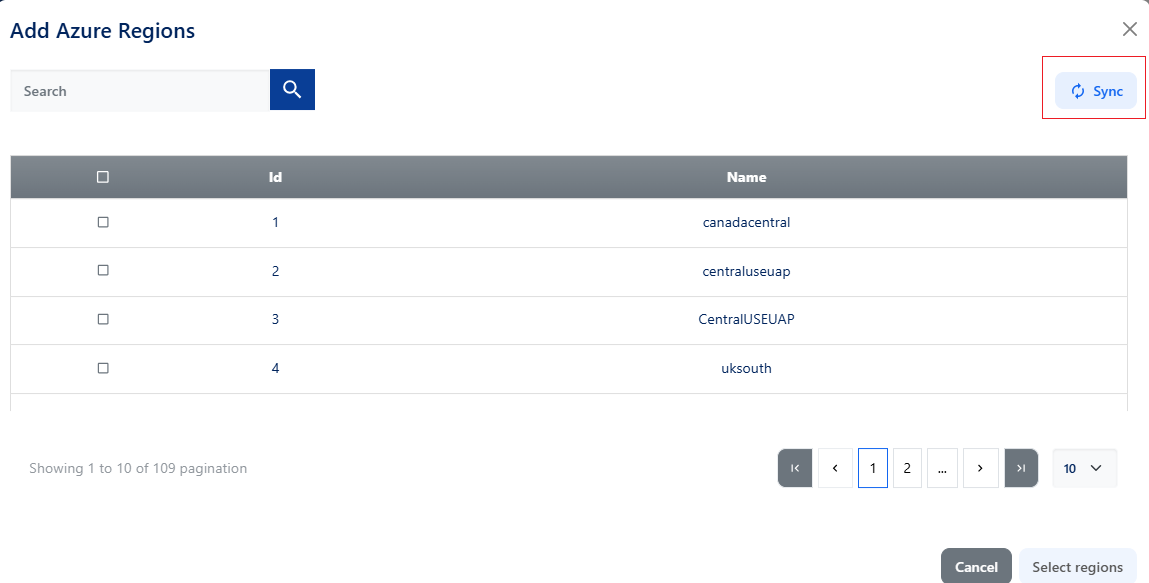 Add Azure Regions
Search
Sync
Id Name
1 canadacentral
2 centraluseuap
3 CentralUSEUAP
4 uksouth
Showing 1 to 10 of 109 pagination
1 2 ... 10
Cancel Select regions